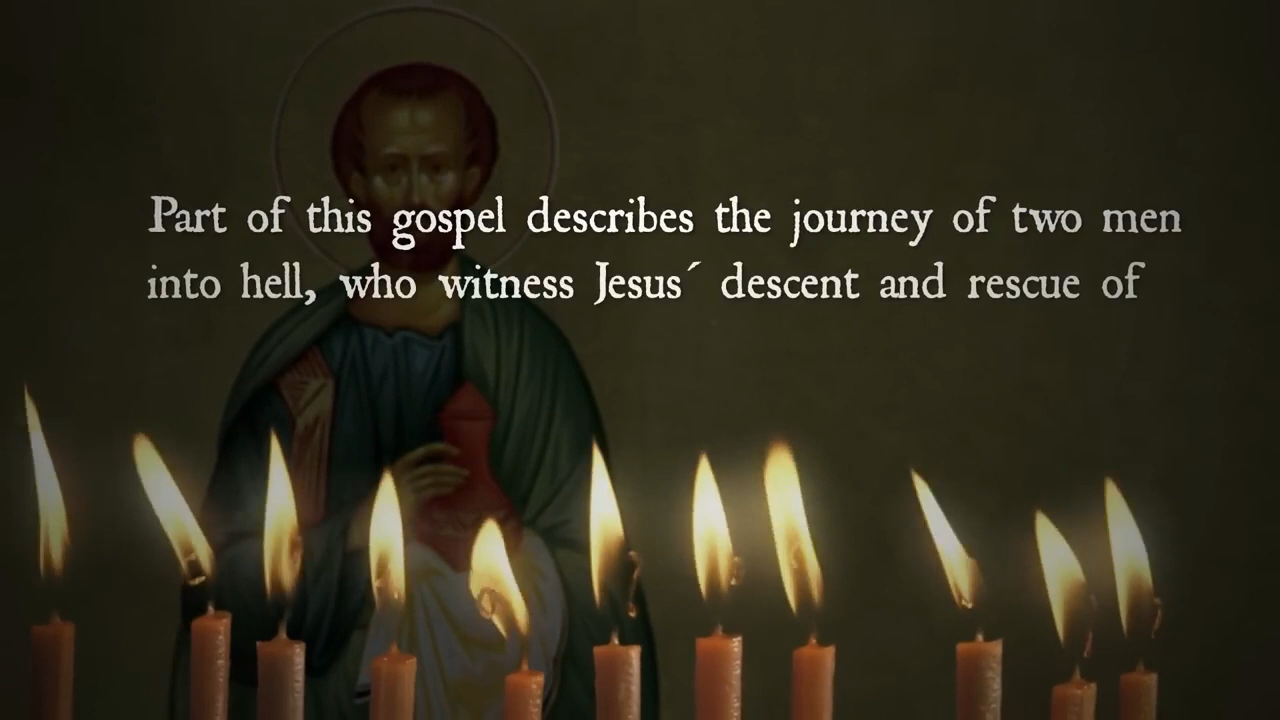 Part of this gospel describes the journey of two men
into hell, who witness Jesus´ descent and rescue of